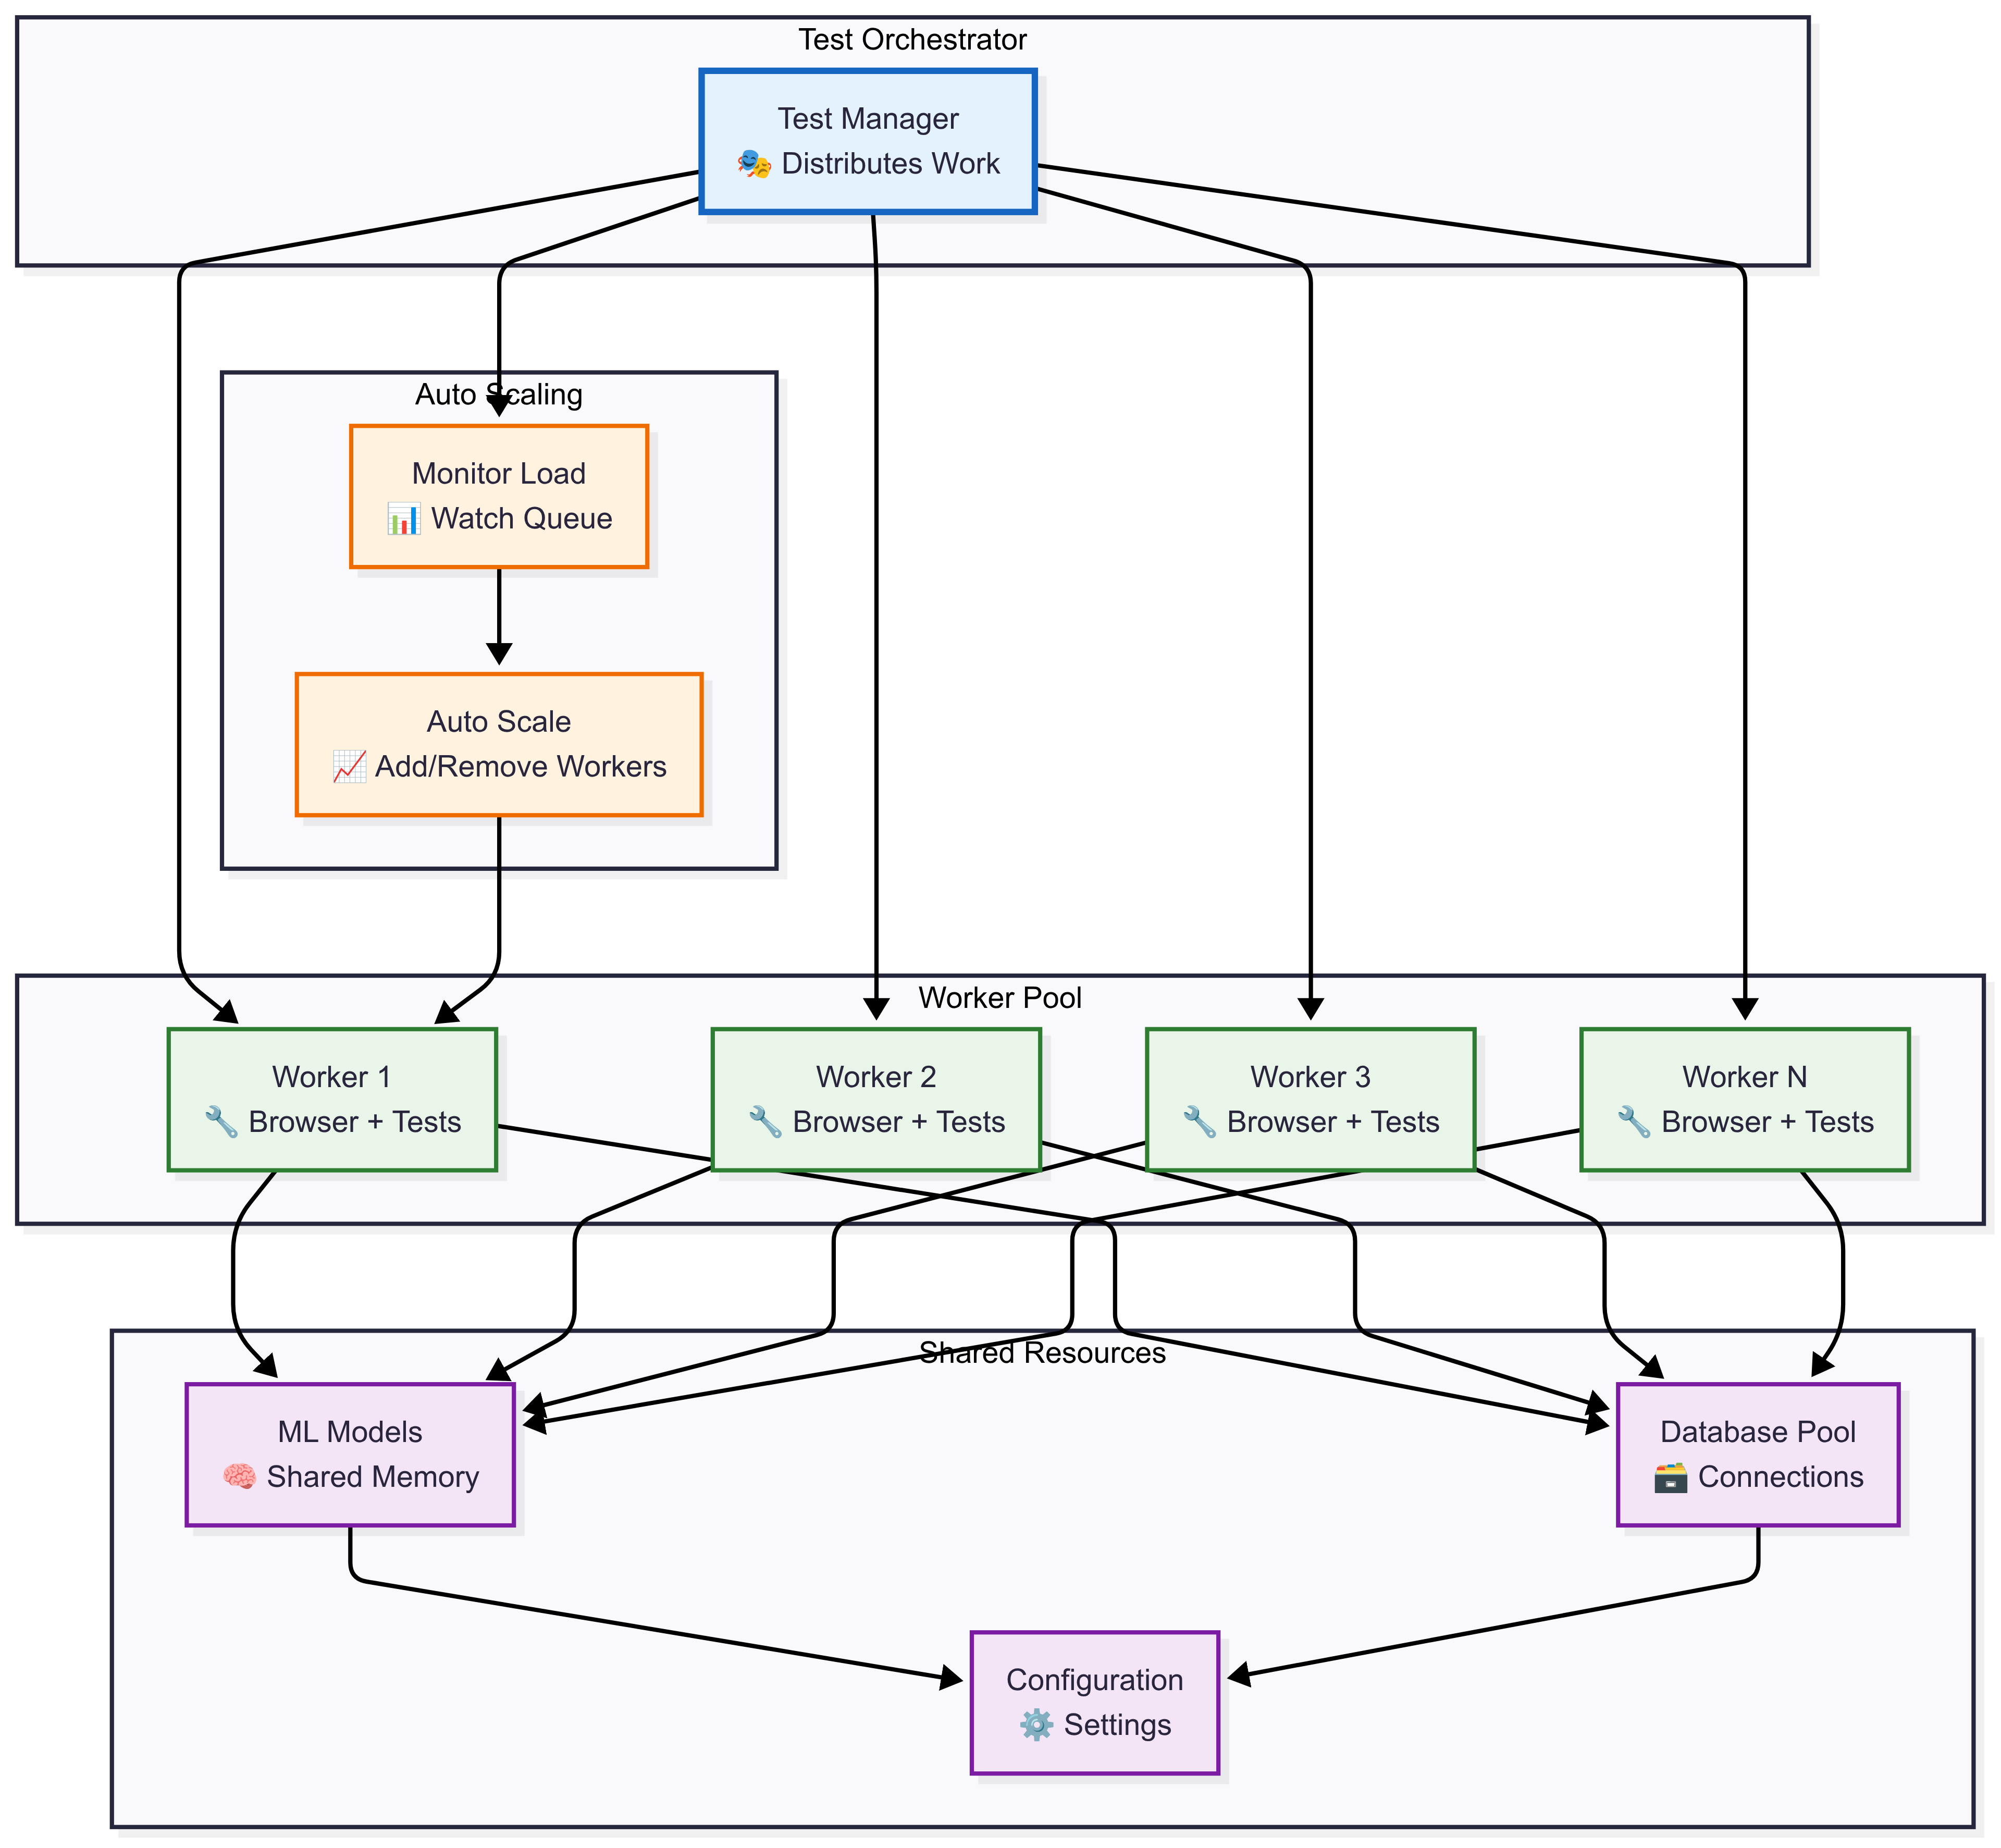 Test Orchestrator
Test Manager
🎭 Distributes Work
Auto Scaling
Monitor Load
📊 Watch Queue
Auto Scale
📈 Add/Remove Workers
Worker Pool
Worker 1
🔧 Browser + Tests
Worker 2
🔧 Browser + Tests
Worker 3
🔧 Browser + Tests
Worker N
🔧 Browser + Tests
Shared Resources
ML Models
🧠 Shared Memory
Database Pool
🗃️ Connections
Configuration
⚙️ Settings